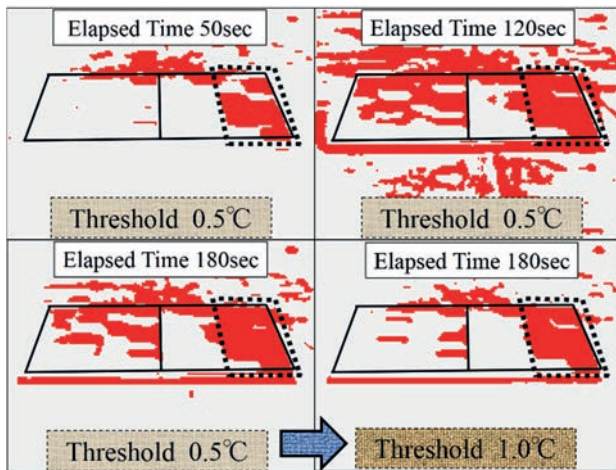 Elapsed Time 50sec
Elapsed Time 120sec
Threshold 0.5℃
Threshold 0.5℃
Elapsed Time 180sec
Elapsed Time 180sec
Threshold 0.5℃
Threshold 1.0℃